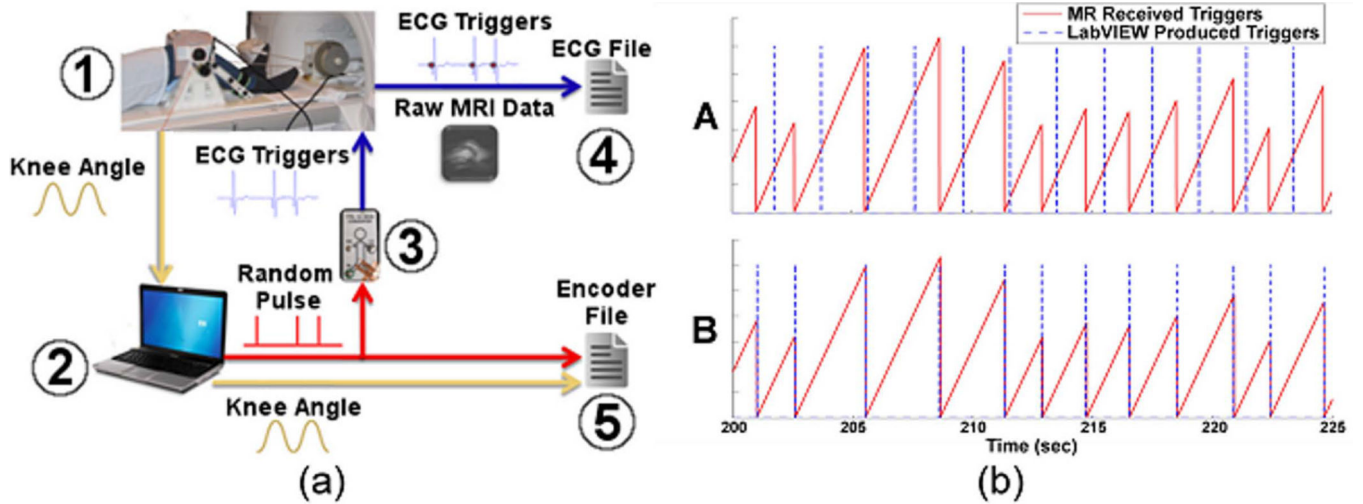 ECG Triggers
ECG File
1
Raw MRI Data
4
Knee Angle
ECG Triggers
3
Random
Pulse
Encoder
File
2
Knee Angle
5
(a)
MR Received Triggers
LabVIEW Produced Triggers
A
B
200 205 210 215 220 225
Time (sec)
(b)